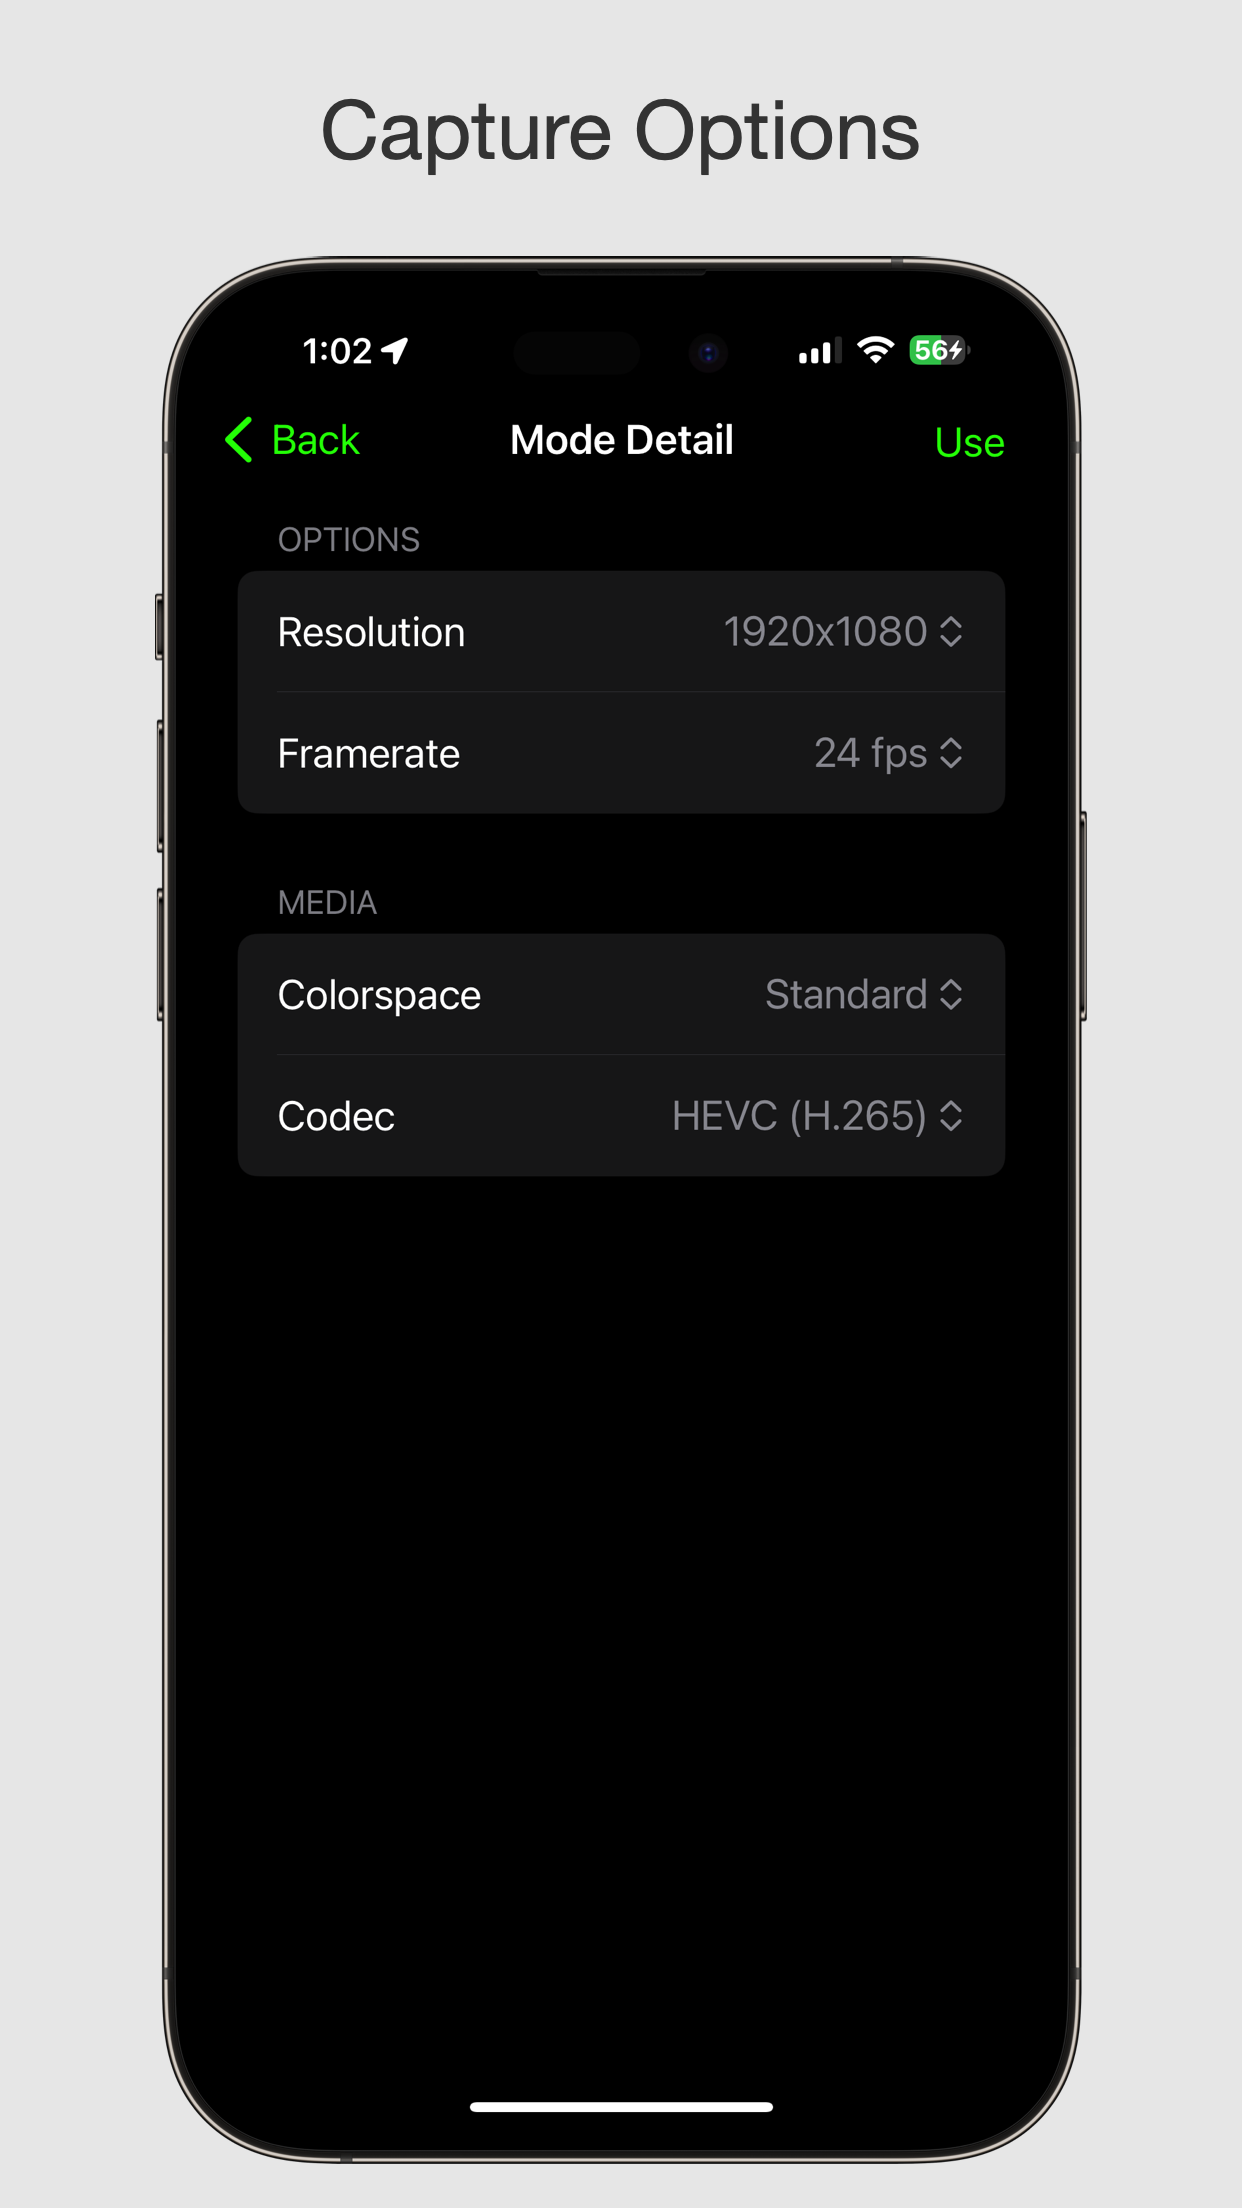 Capture Options
1:02
56
Back
Mode Detail
Use
OPTIONS
Resolution
1920x1080
Framerate
24 fps
MEDIA
Colorspace
Standard
Codec
HEVC (H.265)